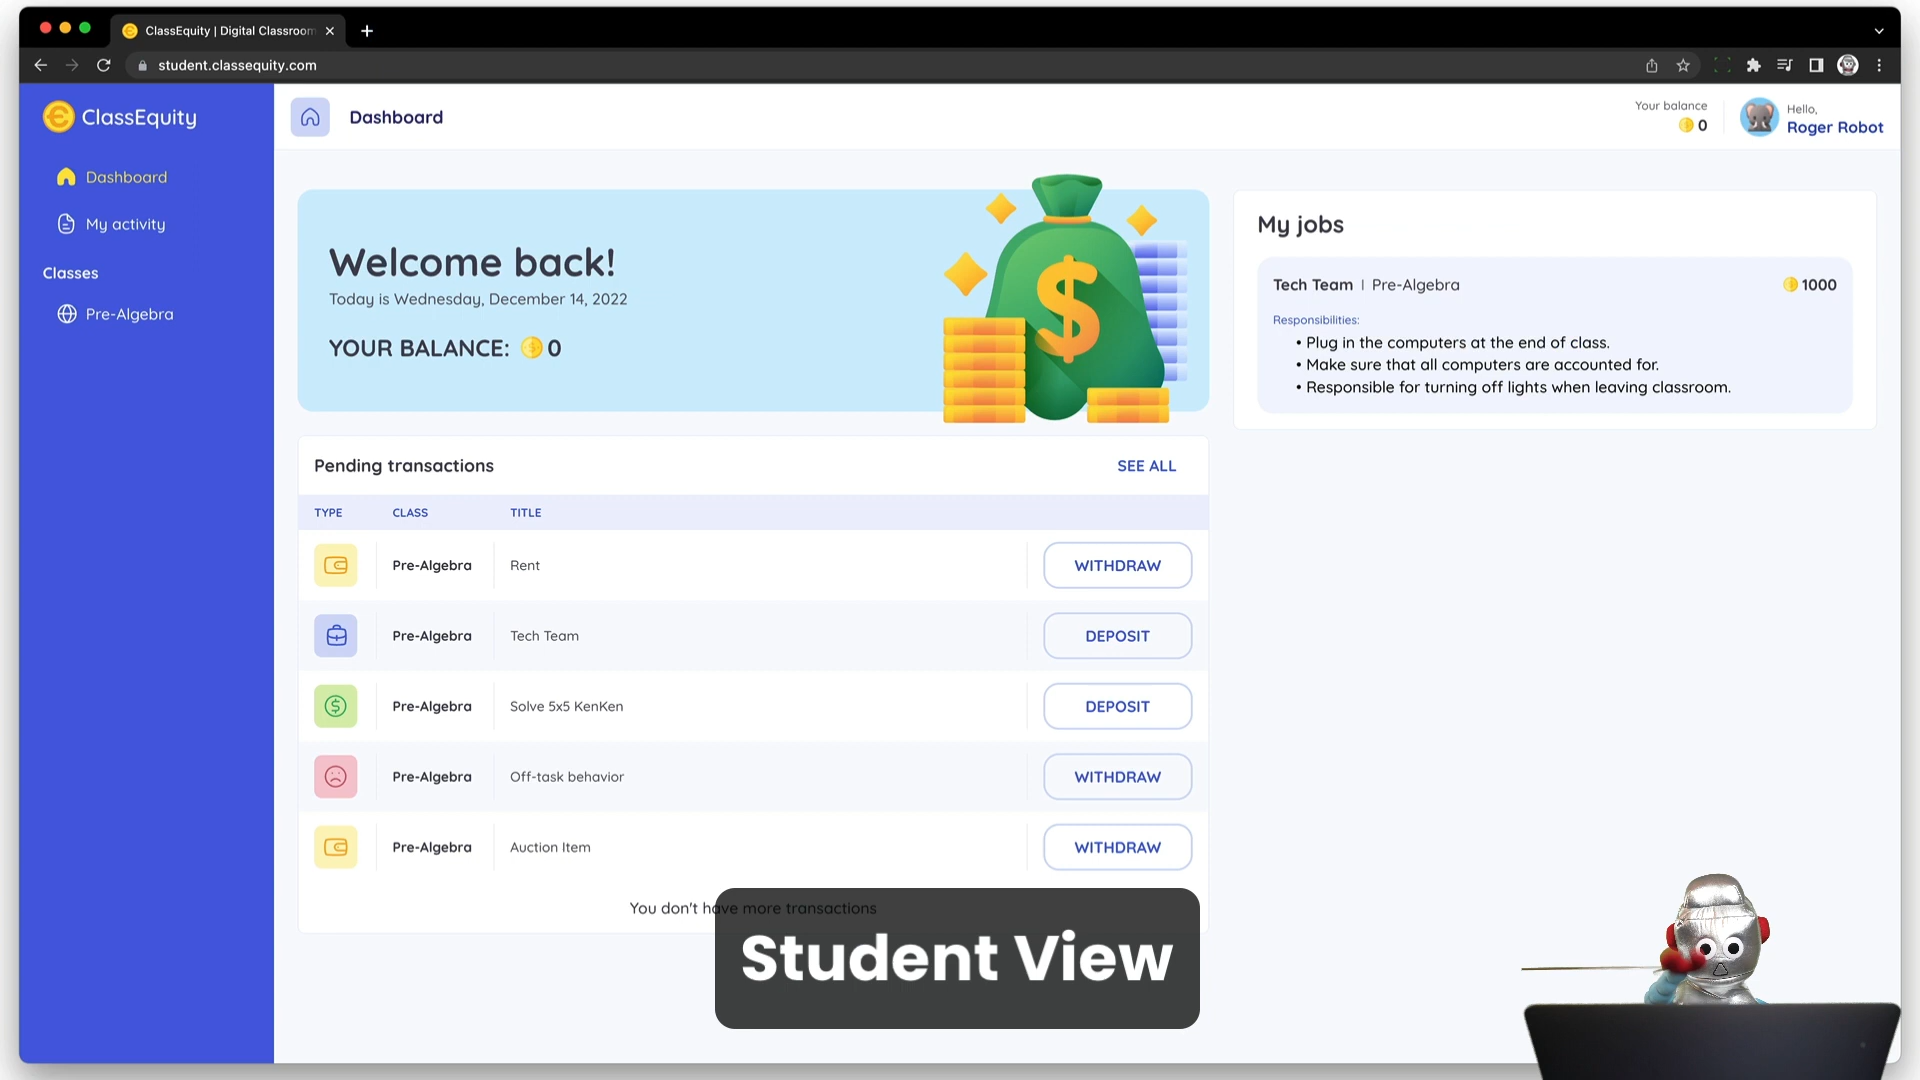 ClassEquity | Digital Classroom
student.classequity.com
ClassEquity
Dashboard
My activity
Classes
Pre-Algebra
Dashboard
Your balance
0
Hello,
Roger Robot
Welcome back!
Today is Wednesday, December 14, 2022
YOUR BALANCE: 0
My jobs
Tech Team | Pre-Algebra 1000
Responsibilities:
• Plug in the computers at the end of class.
• Make sure that all computers are accounted for.
• Responsible for turning off lights when leaving classroom.
Pending transactions SEE ALL
TYPE CLASS TITLE
Pre-Algebra Rent WITHDRAW
Pre-Algebra Tech Team DEPOSIT
Pre-Algebra Solve 5x5 KenKen DEPOSIT
Pre-Algebra Off-task behavior WITHDRAW
Pre-Algebra Auction Item WITHDRAW
You don't have more transactions
Student View